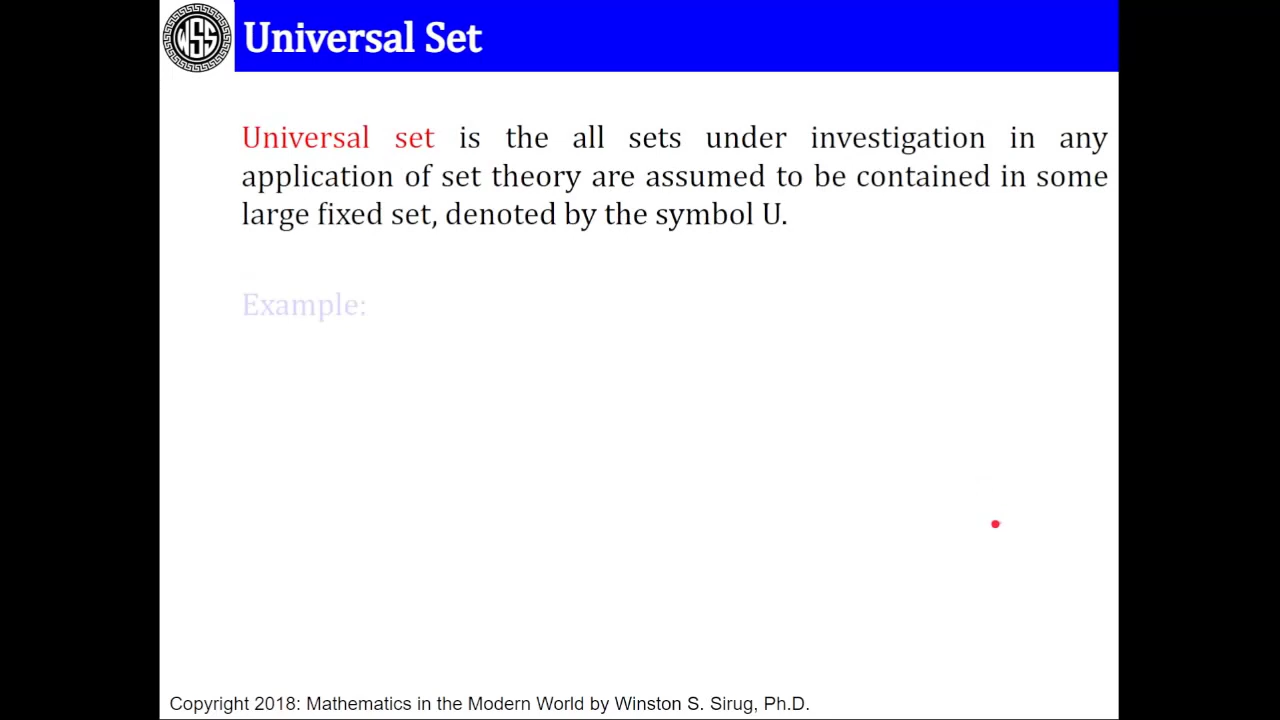 WSS
Universal Set
Universal set is the all sets under investigation in any
application of set theory are assumed to be contained in some
large fixed set, denoted by the symbol U.
Example:
Copyright 2018: Mathematics in the Modern World by Winston S. Sirug, Ph.D.